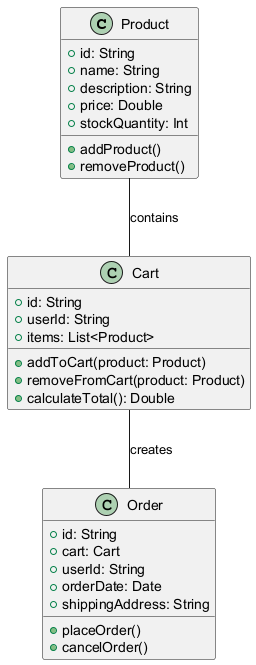 C Product
id: String
name: String
description: String
price: Double
stockQuantity: Int
addProduct()
removeProduct()
contains
C Cart
id: String
userId: String
items: List<Product>
addToCart(product: Product)
removeFromCart(product: Product)
calculateTotal(): Double
creates
C Order
id: String
cart: Cart
userId: String
orderDate: Date
shippingAddress: String
placeOrder()
cancelOrder()